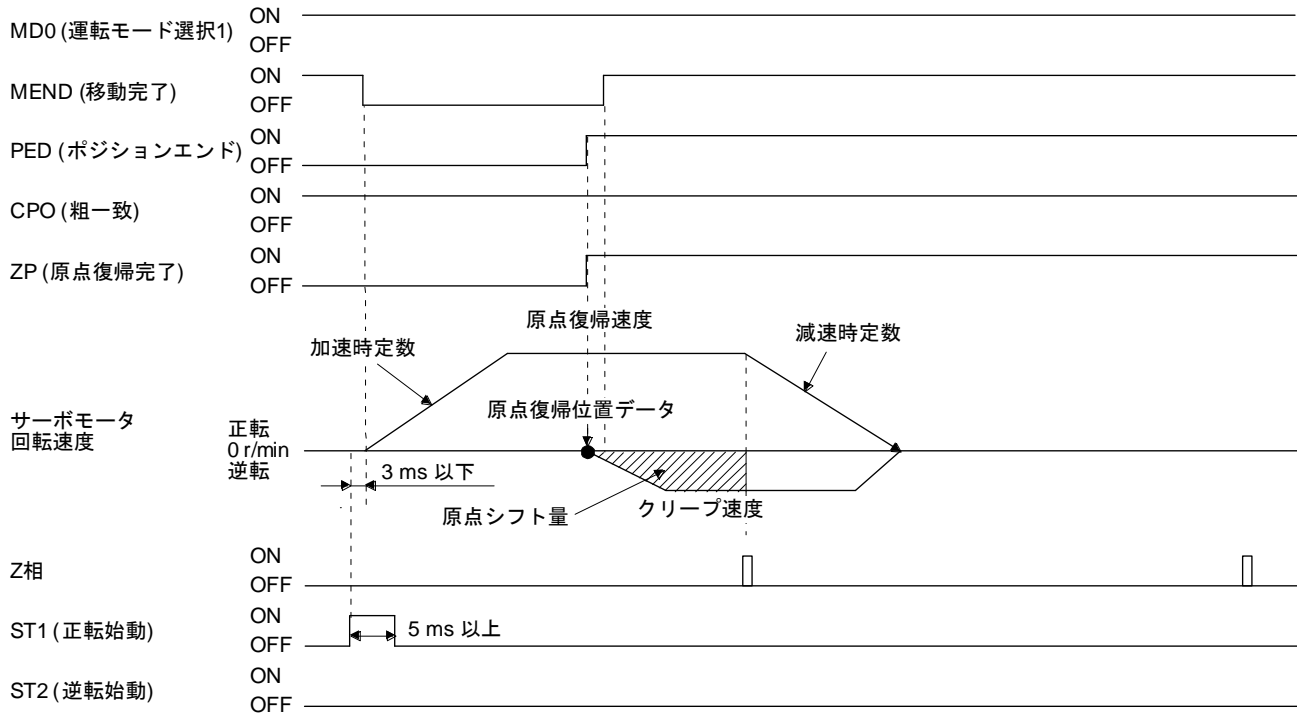 MD0 (運転モード選択1)
ON
OFF
MEND (移動完了)
ON
OFF
PED (ポジションエンド)
ON
OFF
CPO (粗一致)
ON
OFF
ZP (原点復帰完了)
ON
OFF
原点復帰速度
加速時定数
減速時定数
原点復帰位置データ
サーボモータ
回転速度
正転
0 r/min
逆転
3 ms 以下
原点シフト量
クリープ速度
Z相
ON
OFF
ST1 (正転始動)
ON
OFF
5 ms 以上
ST2 (逆転始動)
ON
OFF